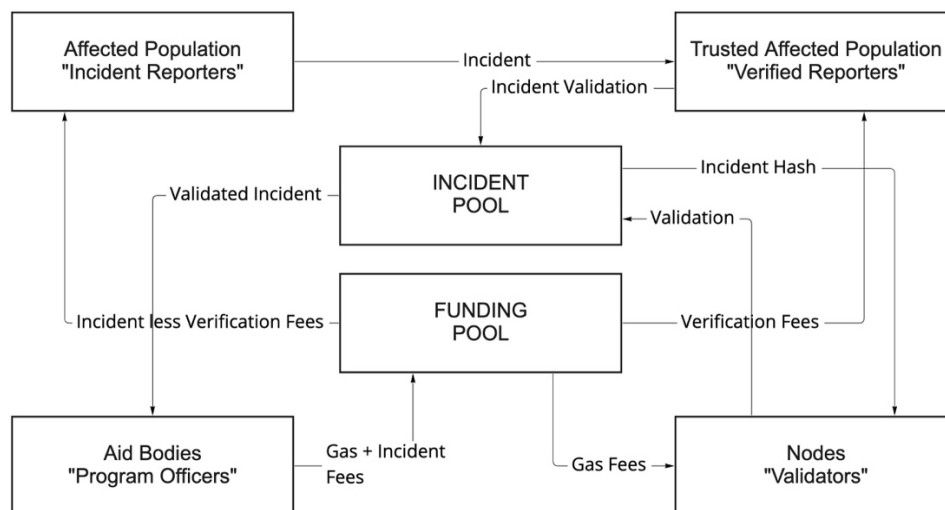 Affected Population
"Incident Reporters"
Incident
Trusted Affected Population
"Verified Reporters"
Incident Validation
INCIDENT
POOL
Incident Hash
Validated Incident
Validation
FUNDING
POOL
Incident less Verification Fees
Verification Fees
Aid Bodies
"Program Officers"
Gas + Incident
Fees
Gas Fees
Nodes
"Validators"